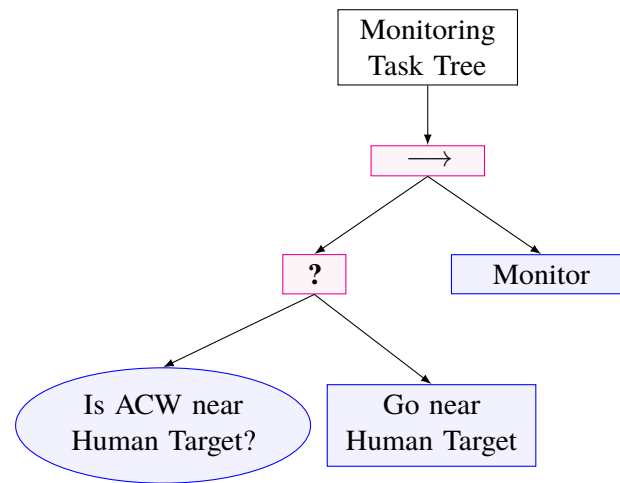 Monitoring
Task Tree
→
?
Monitor
Is ACW near
Human Target?
Go near
Human Target